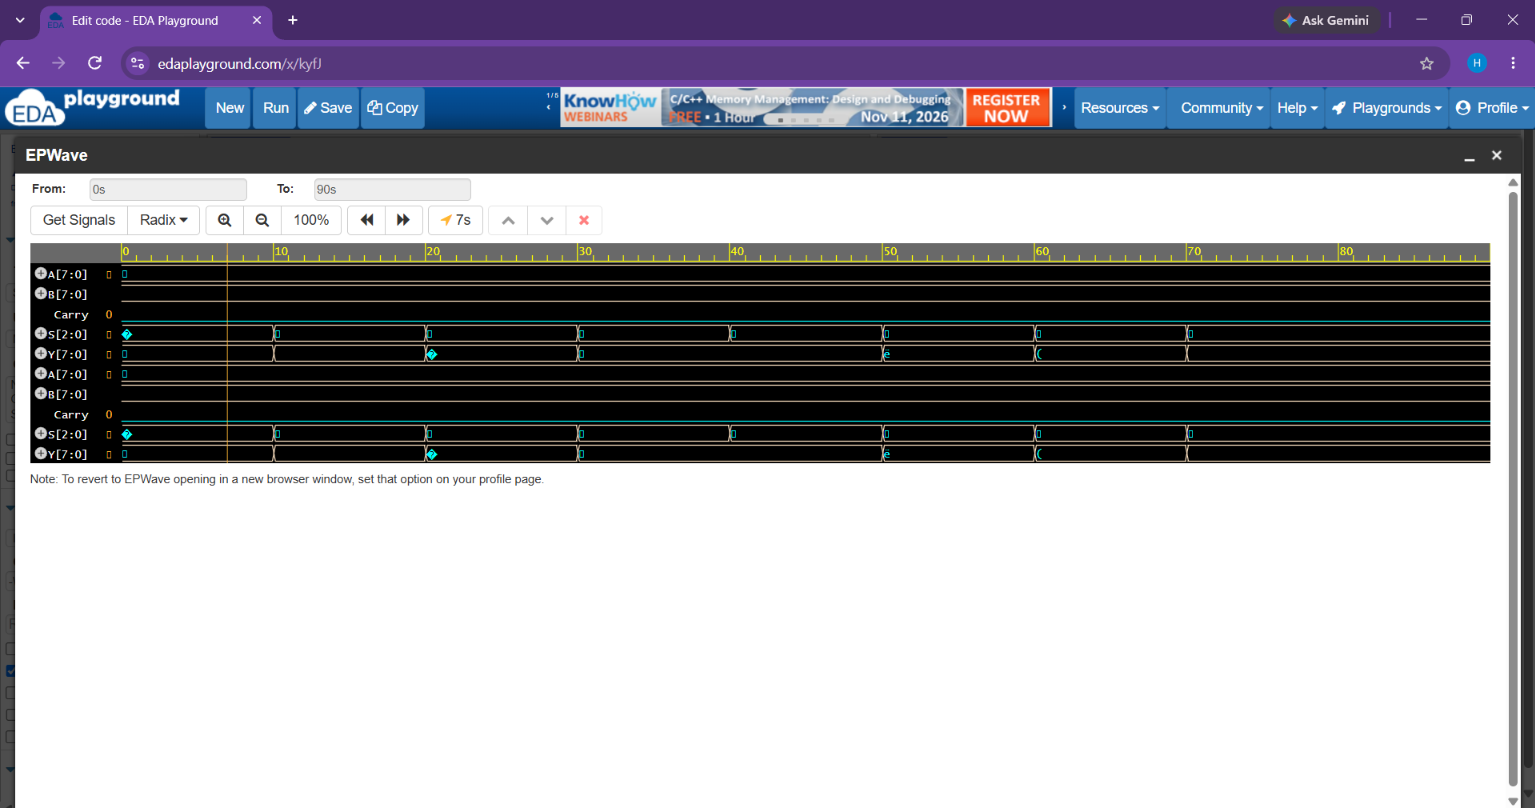 Edit code - EDA Playground
Ask Gemini
edaplayground.com/x/kyfJ
H
EDA playground
New Run Save Copy
1/5
KnowHow WEBINARS
C/C++ Memory Management: Design and Debugging
FREE • 1 Hour Nov 11, 2026
REGISTER NOW
Resources Community Help Playgrounds Profile
EPWave
From: 0s To: 90s
Get Signals Radix 100% 7s
0 10 20 30 40 50 60 70 80
A[7:0]
B[7:0]
Carry 0
S[2:0]
Y[7:0] ë (
A[7:0]
B[7:0]
Carry 0
S[2:0]
Y[7:0] ë (
Note: To revert to EPWave opening in a new browser window, set that option on your profile page.